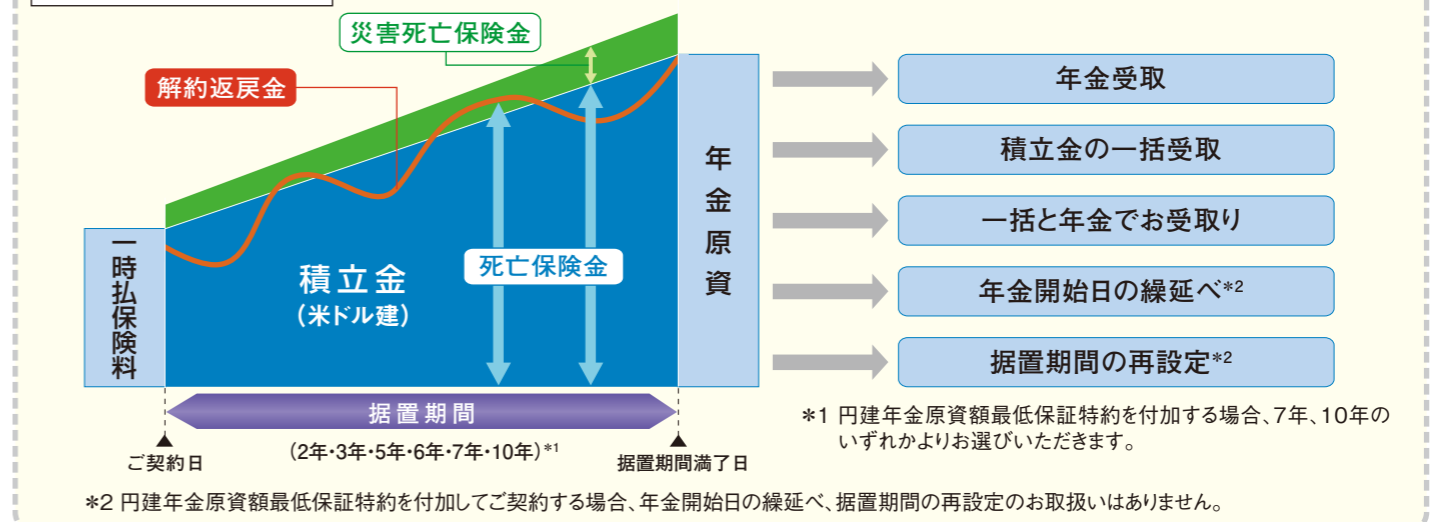 災害死亡保険金
解約返戻金
一時払保険料
積立金
(米ドル建)
死亡保険金
年金原資
年金受取
積立金の一括受取
一括と年金でお受取り
年金開始日の繰延べ*2
据置期間の再設定*2
据置期間
(2年・3年・5年・6年・7年・10年)*1
ご契約日
据置期間満了日
*1 円建年金原資額最低保証特約を付加する場合、7年、10年の
いずれかよりお選びいただきます。
*2 円建年金原資額最低保証特約を付加してご契約する場合、年金開始日の繰延べ、据置期間の再設定のお取扱いはありません。